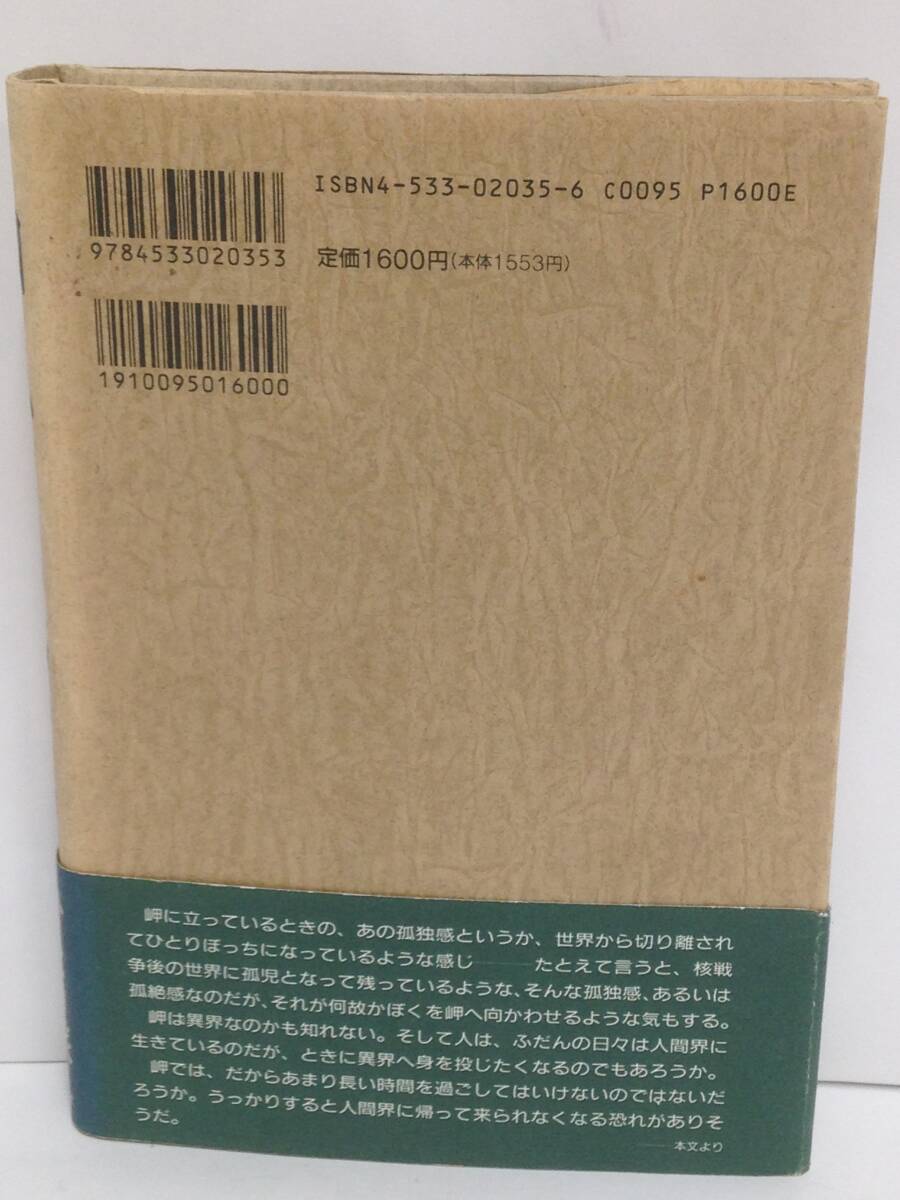 ISBN4-533-02035-6 C0095 P1600E
9784533020353
定価1600円(本体1553円)
1910095016000
岬に立っているときの、あの孤独感というか、世界から切り離され
てひとりぼっちになっているような感じ――たとえて言うと、核戦
争後の世界に孤児となって残っているような、そんな孤独感、あるいは
孤絶感なのだが、それが何故かぼくを岬へ向かわせるような気もする。
岬は異界なのかも知れない。そして人は、ふだんの日々は人間界に
生きているのだが、ときに異界へ身を投じたくなるのでもあろうか。
岬では、だからあまり長い時間を過ごしてはいけないのではないだ
ろうか。うっかりすると人間界に帰って来られなくなる恐れがありそ
うだ。
――本文より